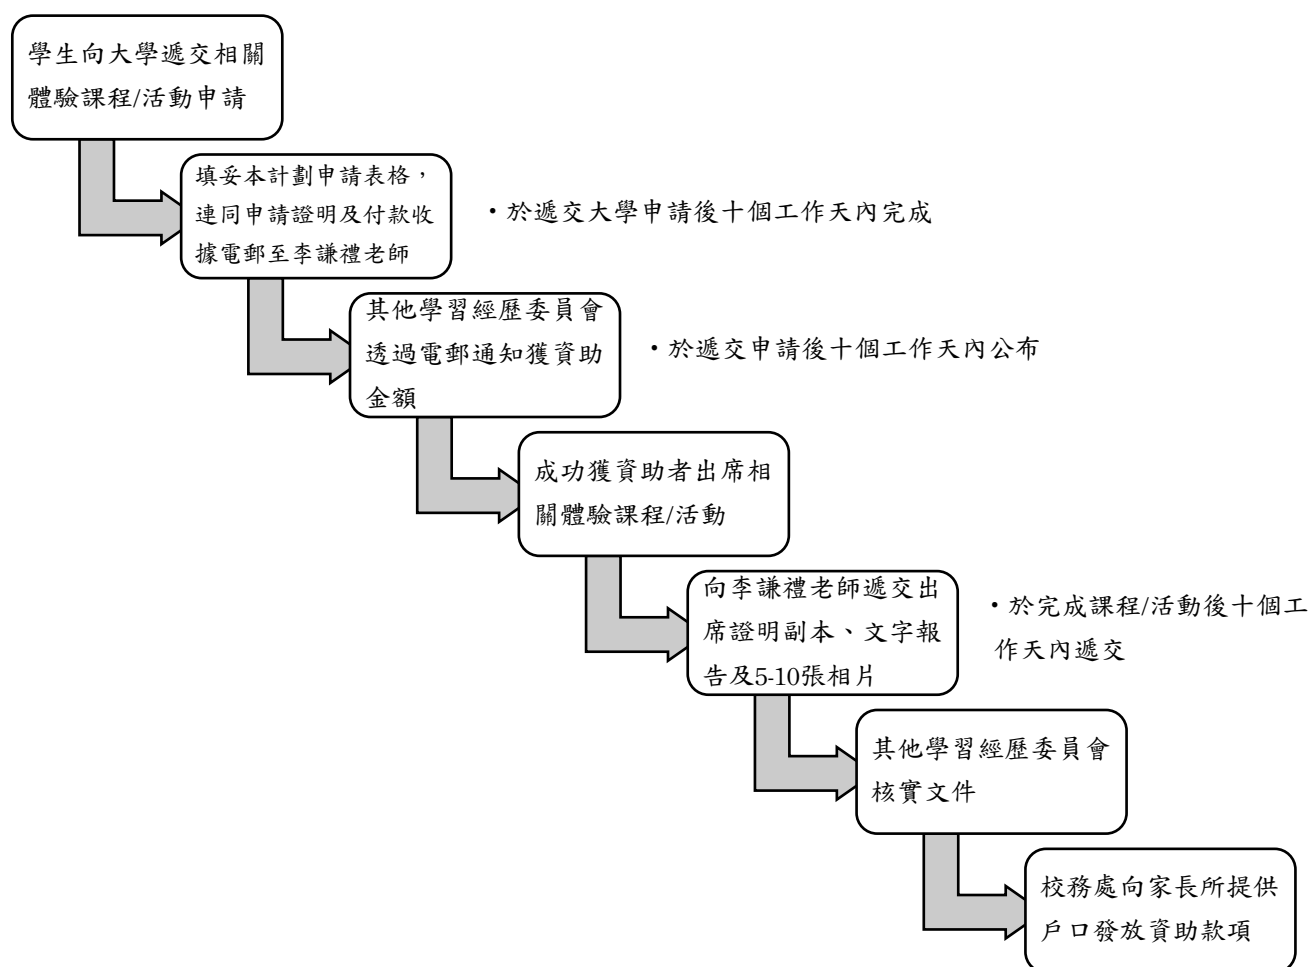 學生向大學遞交相關
體驗課程/活動申請
填妥本計劃申請表格，
連同申請證明及付款收
據電郵至李謙禮老師
•於遞交大學申請後十個工作天內完成
其他學習經歷委員會
透過電郵通知獲資助
金額
•於遞交申請後十個工作天內公布
成功獲資助者出席相
關體驗課程/活動
向李謙禮老師遞交出
席證明副本、文字報
告及5-10張相片
•於完成課程/活動後十個工
作天內遞交
其他學習經歷委員會
核實文件
校務處向家長所提供
戶口發放資助款項